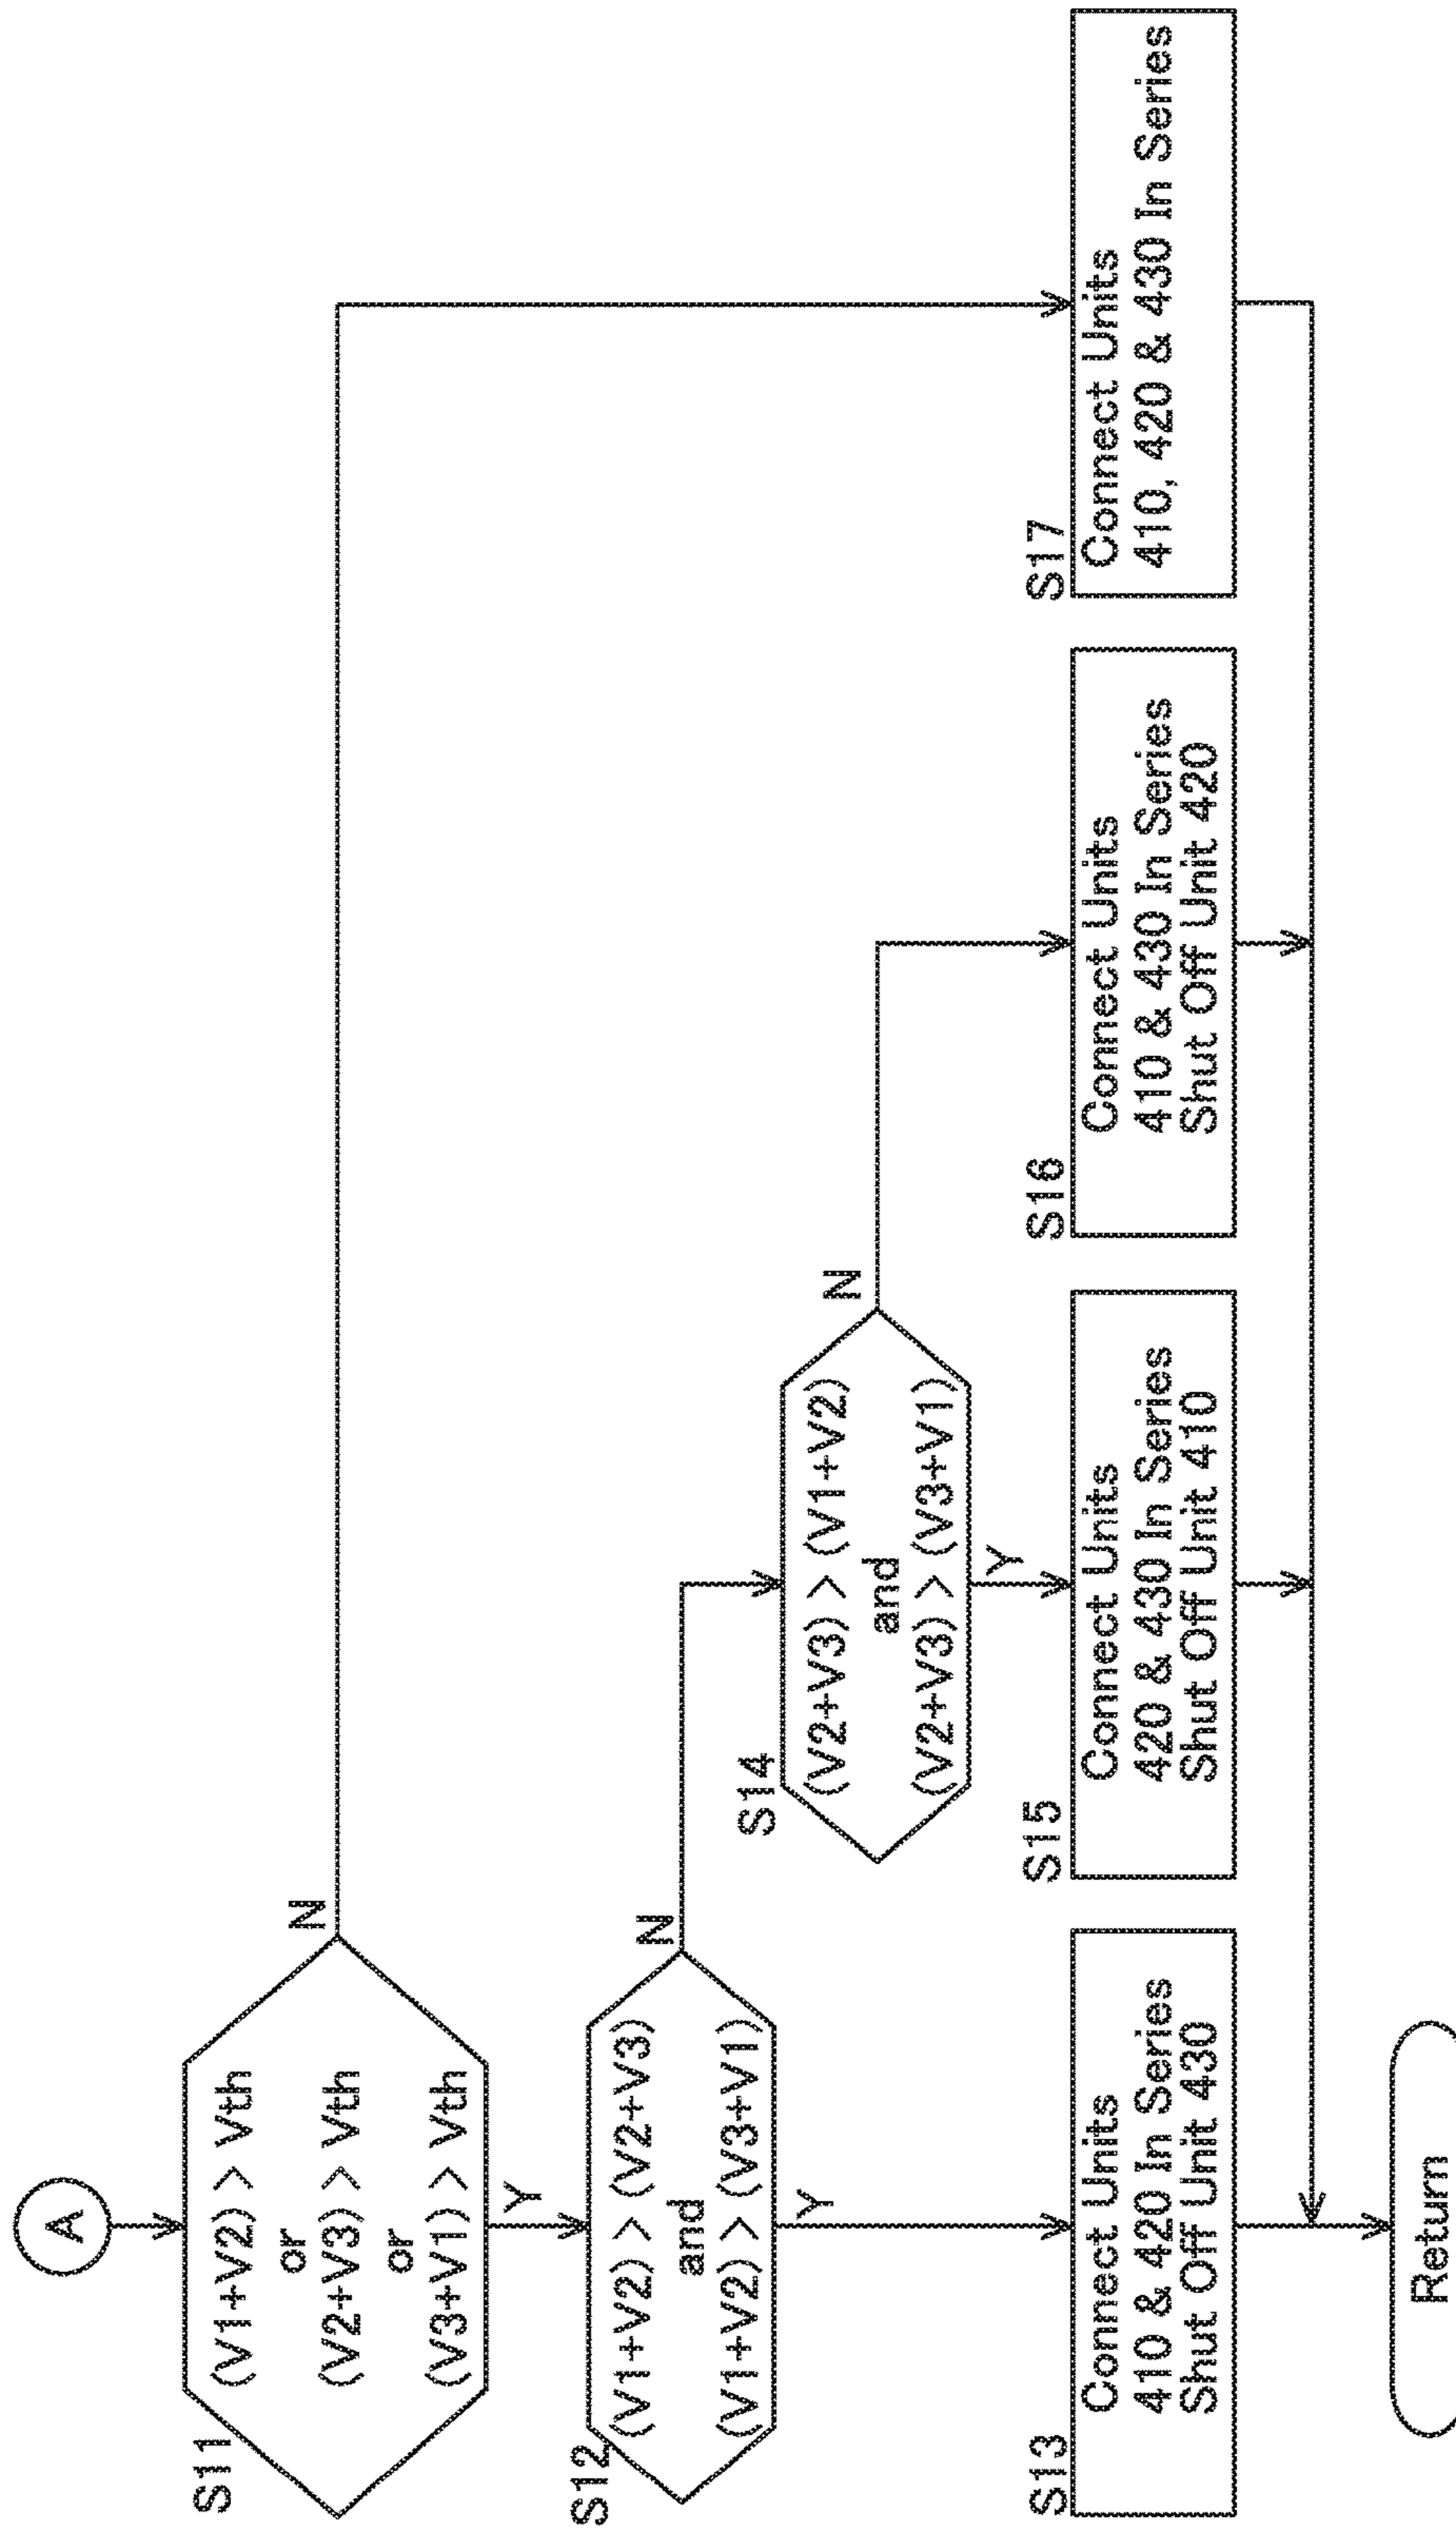 A
S11
(V1+V2) > Vth
or
(V2+V3) > Vth
or
(V3+V1) > Vth
N
Y
S12
(V1+V2) > (V2+V3)
and
(V1+V2) > (V3+V1)
N
Y
S14
(V2+V3) > (V1+V2)
and
(V2+V3) > (V3+V1)
N
Y
S13
Connect Units
410 & 420 In Series
Shut Off Unit 430
S15
Connect Units
420 & 430 In Series
Shut Off Unit 410
S16
Connect Units
410 & 430 In Series
Shut Off Unit 420
S17
Connect Units
410, 420 & 430 In Series
Return